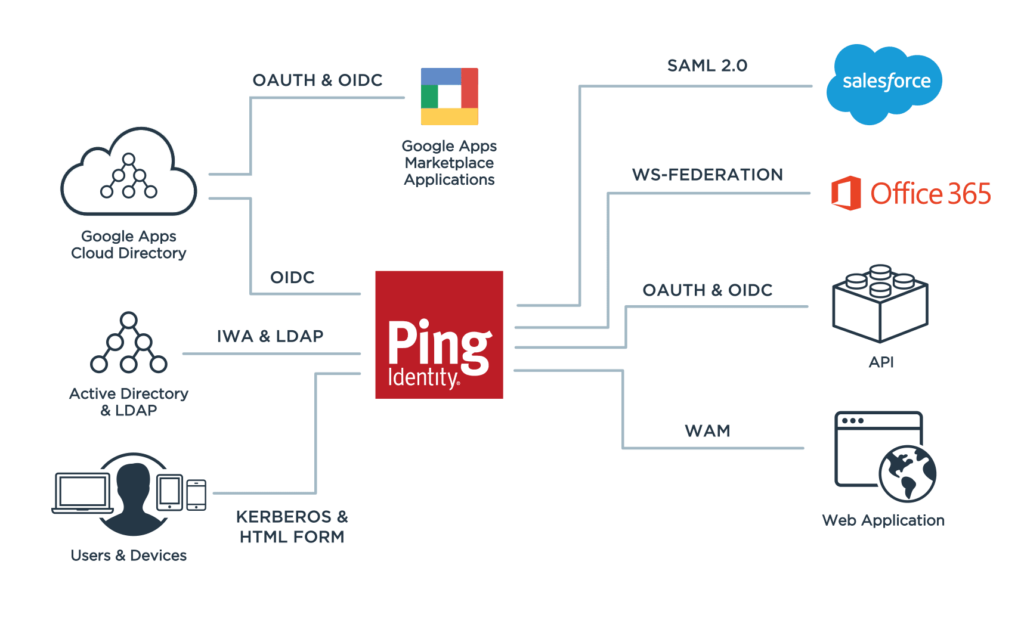 OAUTH & OIDC
Google Apps
Marketplace
Applications
Google Apps
Cloud Directory
OIDC
IWA & LDAP
Active Directory
& LDAP
KERBEROS &
HTML FORM
Users & Devices
Ping
Identity.
SAML 2.0
salesforce
WS-FEDERATION
Office 365
OAUTH & OIDC
API
WAM
Web Application